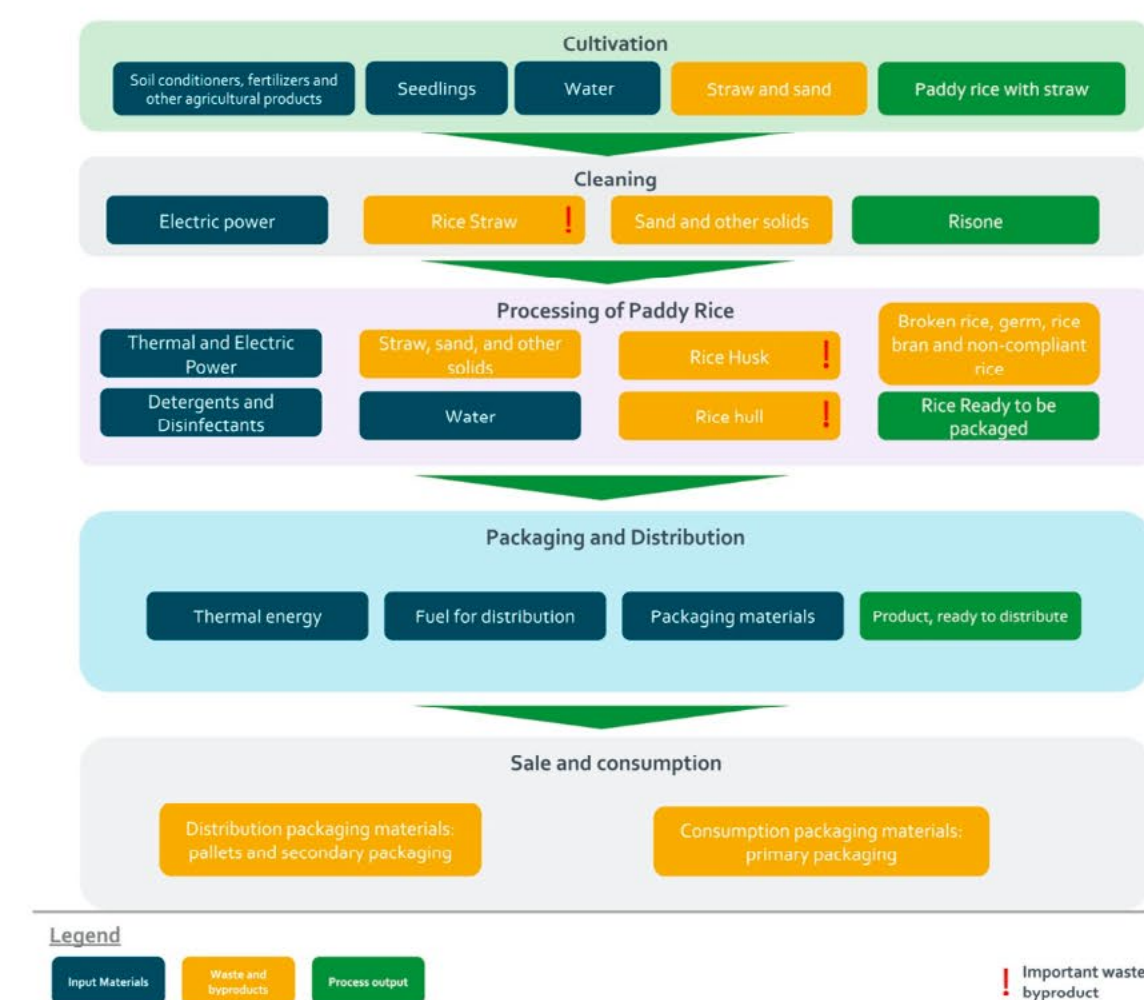 Cultivation
Soil conditioners, fertilizers and
other agricultural products
Seedlings
Water
Straw and sand
Paddy rice with straw
Cleaning
Electric power
Rice Straw
!
Sand and other solids
Risone
Processing of Paddy Rice
Thermal and Electric
Power
Straw, sand, and other
solids
Rice Husk
!
Broken rice, germ, rice
bran and non-compliant
rice
Detergents and
Disinfectants
Water
Rice hull
!
Rice Ready to be
packaged
Packaging and Distribution
Thermal energy
Fuel for distribution
Packaging materials
Product, ready to distribute
Sale and consumption
Distribution packaging materials:
pallets and secondary packaging
Consumption packaging materials:
primary packaging
Legend
Input Materials
Waste and
byproducts
Process output
!
Important waste
byproduct